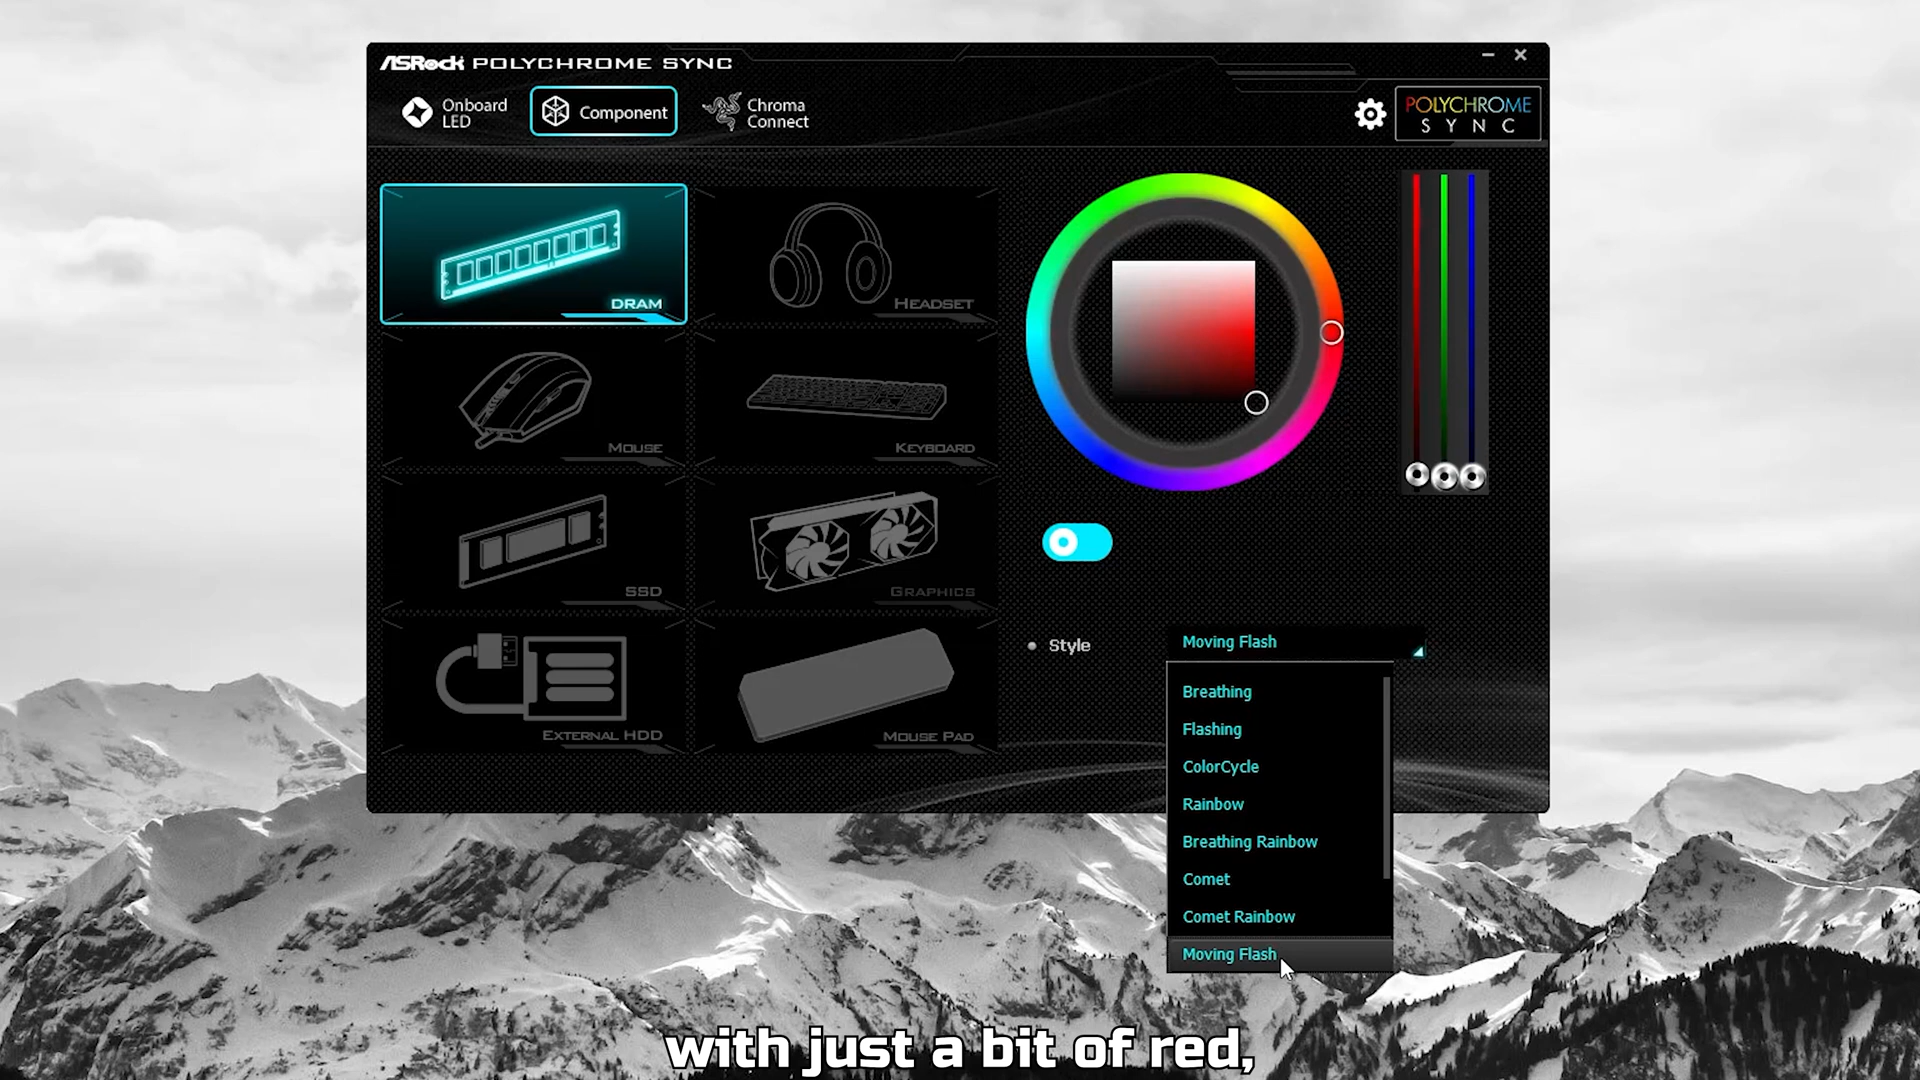 ASRock POLYCHROME SYNC
Onboard
LED
Component
Chroma
Connect
POLYCHROME
SYNC
DRAM
HEADSET
MOUSE
KEYBOARD
SSD
GRAPHICS
EXTERNAL HDD
MOUSE PAD
Style
Moving Flash
Breathing
Flashing
ColorCycle
Rainbow
Breathing Rainbow
Comet
Comet Rainbow
Moving Flash
with just a bit of red,